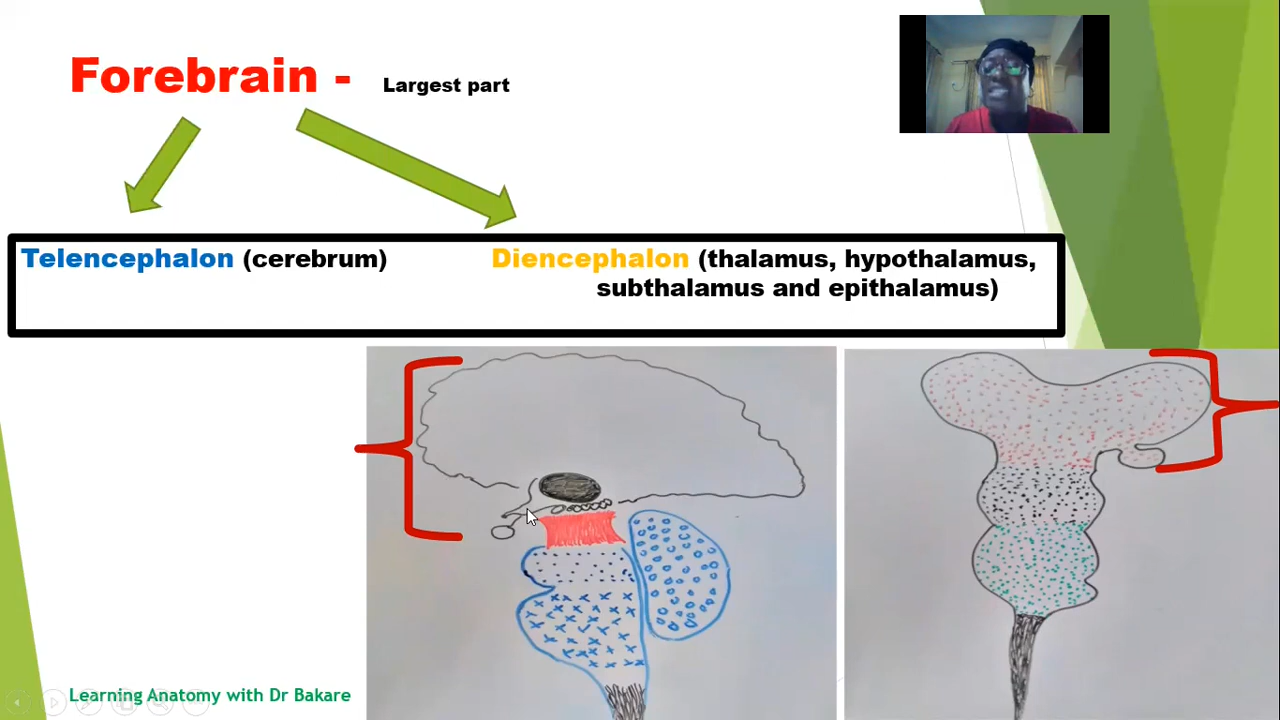 Forebrain - Largest part
Telencephalon (cerebrum)
Diencephalon (thalamus, hypothalamus,
subthalamus and epithalamus)
Learning Anatomy with Dr Bakare